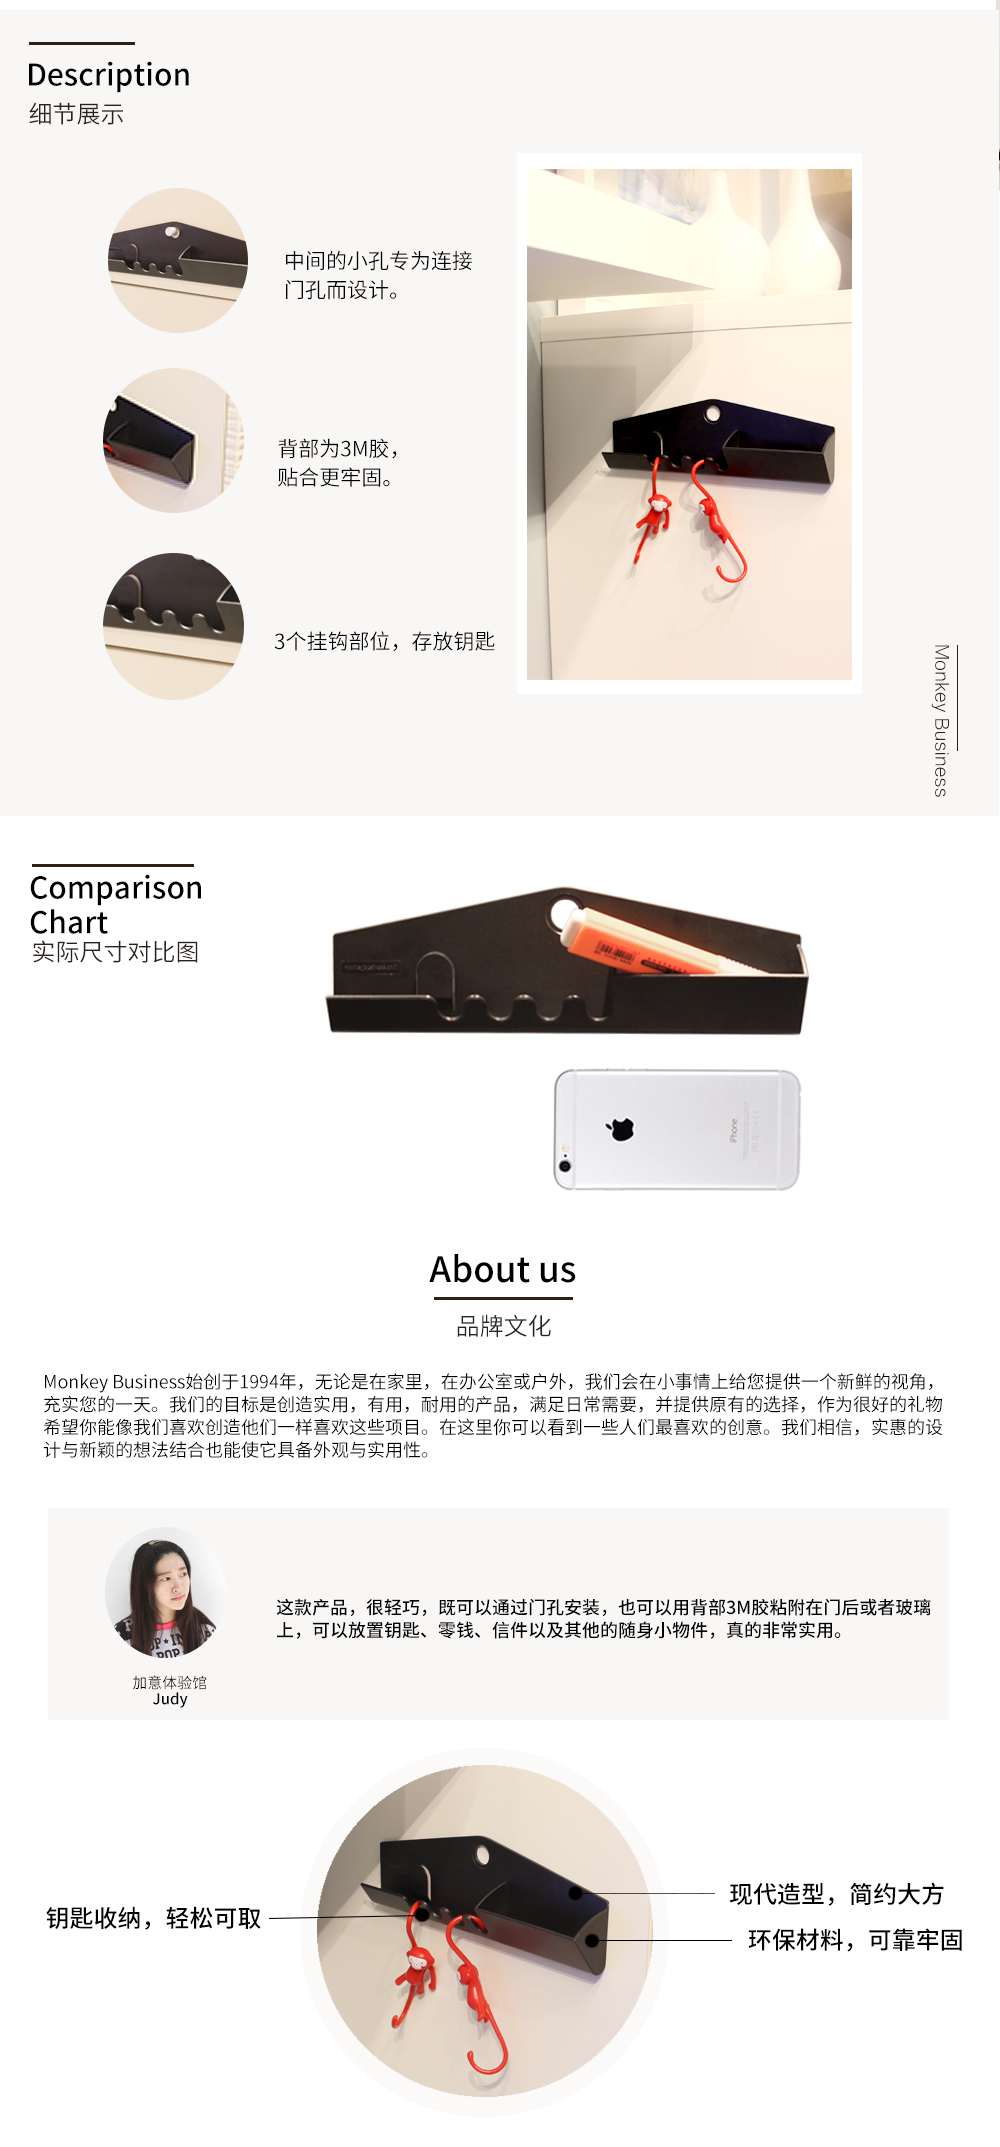 Description
细节展示
中间的小孔专为连接
门孔而设计。
背部为3M胶，
贴合更牢固。
3个挂钩部位，存放钥匙
Monkey Business
Comparison
Chart
实际尺寸对比图
iPhone
About us
品牌文化
Monkey Business始创于1994年，无论是在家里，在办公室或户外，我们会在小事情上给您提供一个新鲜的视角，
充实您的一天。我们的目标是创造实用，有用，耐用的产品，满足日常需要，并提供原有的选择，作为很好的礼物
希望你能像我们喜欢创造他们一样喜欢这些项目。在这里你可以看到一些人们最喜欢的创意。我们相信，实惠的设
计与新颖的想法结合也能使它具备外观与实用性。
这款产品，很轻巧，既可以通过门孔安装，也可以用背部3M胶粘附在门后或者玻璃
上，可以放置钥匙、零钱、信件以及其他的随身小物件，真的非常实用。
加意体验馆
Judy
现代造型，简约大方
钥匙收纳，轻松可取
环保材料，可靠牢固